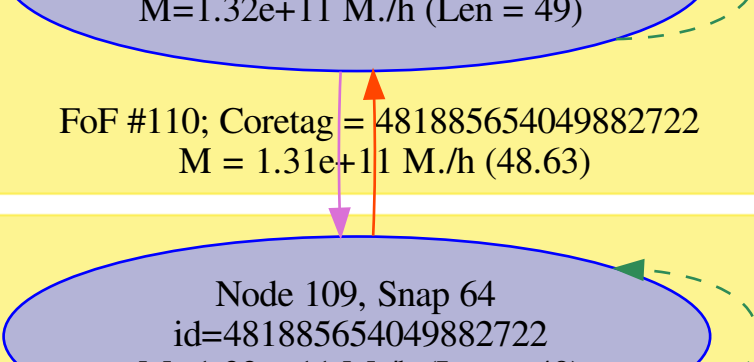 M=1.32e+11 M./h (Len = 49)
FoF #110; Coretag = 481885654049882722
M = 1.31e+11 M./h (48.63)
Node 109, Snap 64
id=481885654049882722